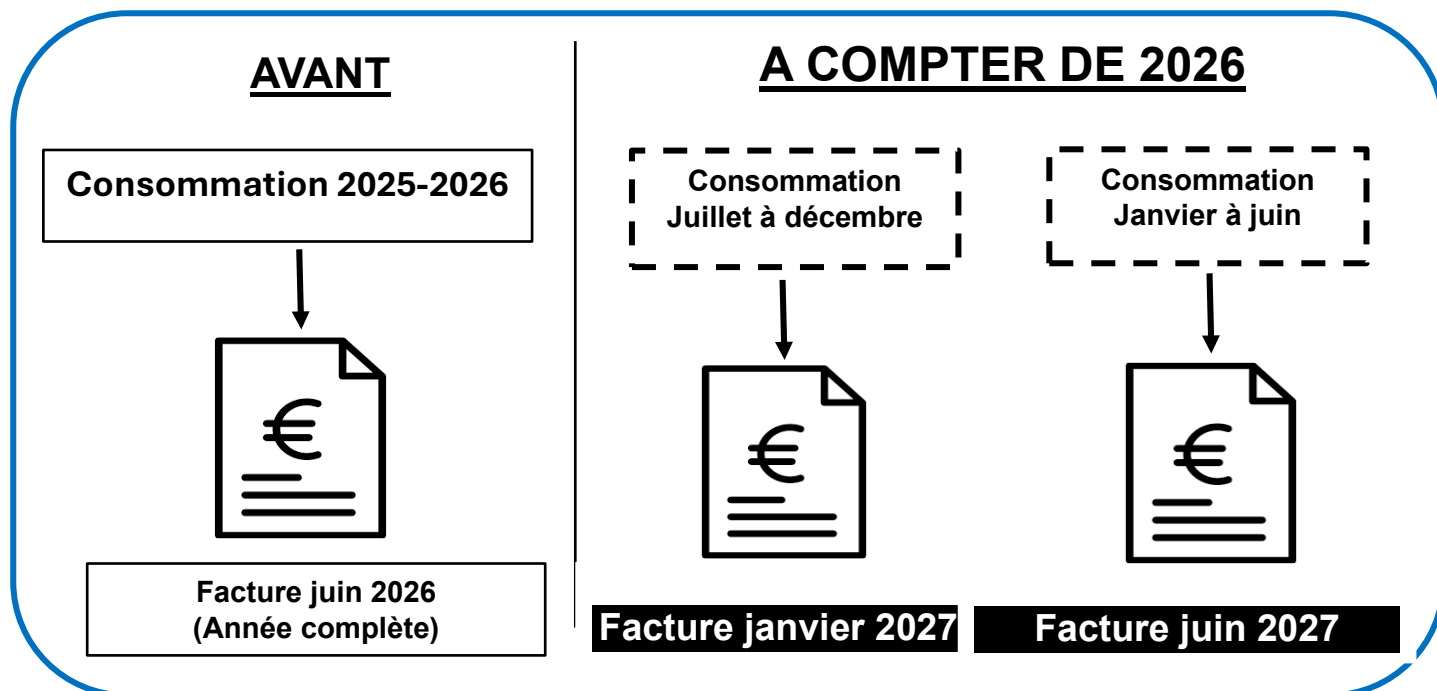 AVANT
Consommation 2025-2026
€
Facture juin 2026
(Année complète)
A COMPTER DE 2026
Consommation
Juillet à décembre
€
Facture janvier 2027
Consommation
Janvier à juin
€
Facture juin 2027